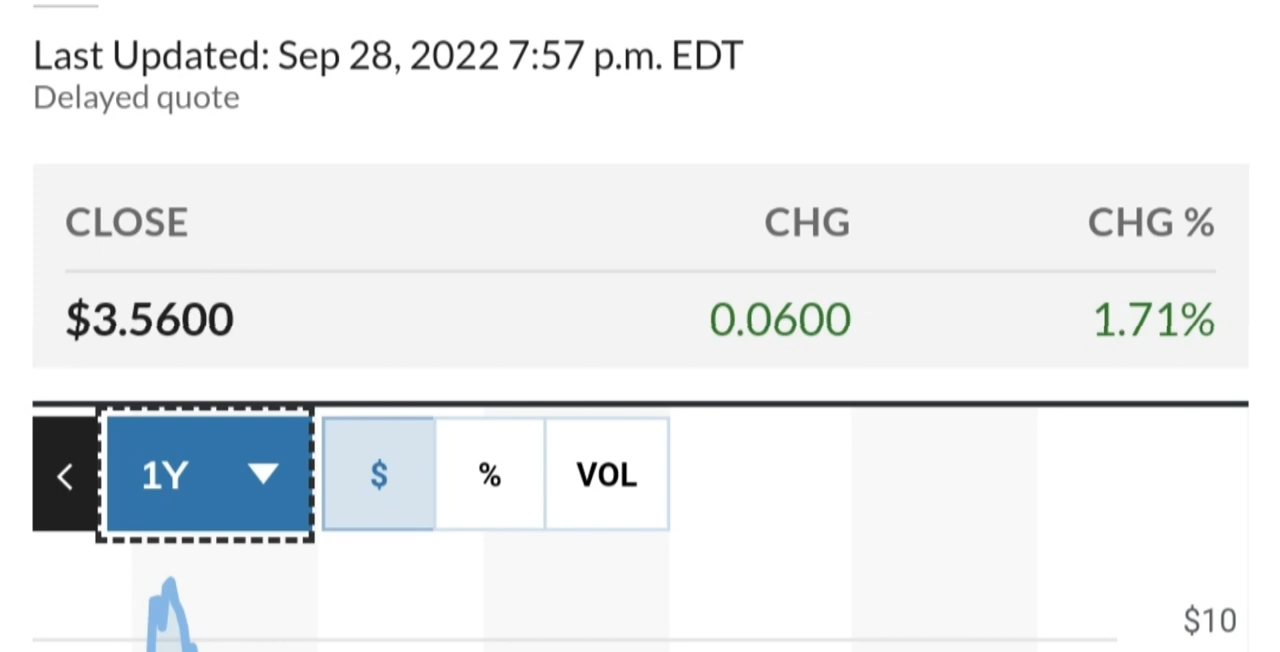 Last Updated: Sep 28, 2022 7:57 p.m. EDT
Delayed quote
CLOSE CHG CHG %
$3.5600 0.0600 1.71%
< 1Y ▼ $ % VOL
$10